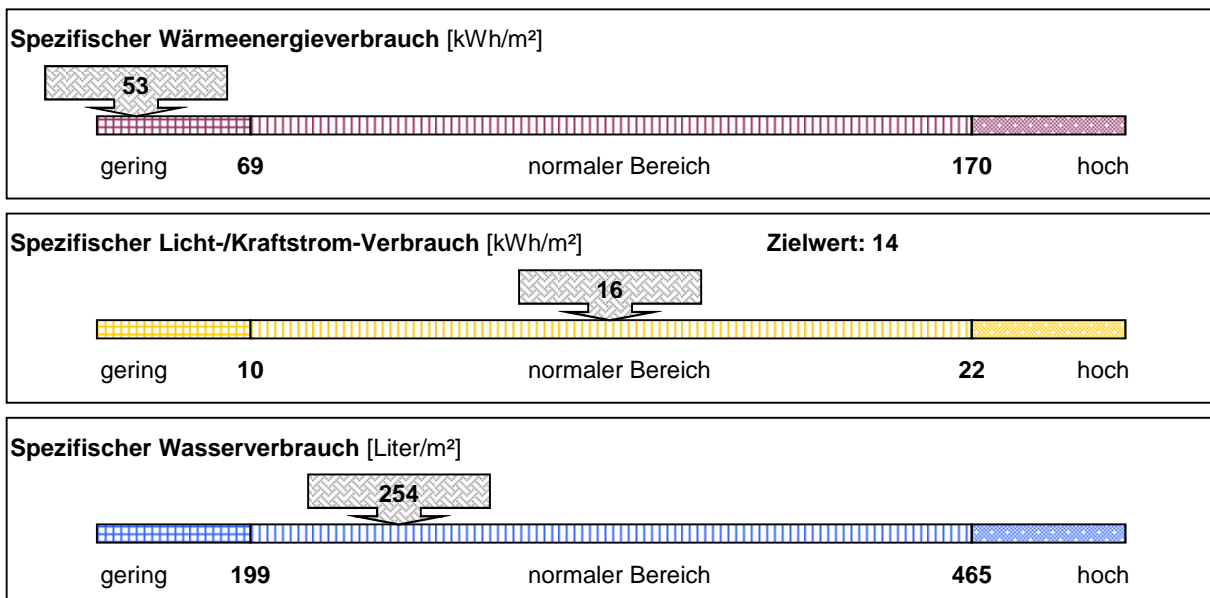 Spezifischer Wärmeenergieverbrauch [kWh/m²]
53
gering 69 normaler Bereich 170 hoch
Spezifischer Licht-/Kraftstrom-Verbrauch [kWh/m²] Zielwert: 14
16
gering 10 normaler Bereich 22 hoch
Spezifischer Wasserverbrauch [Liter/m²]
254
gering 199 normaler Bereich 465 hoch